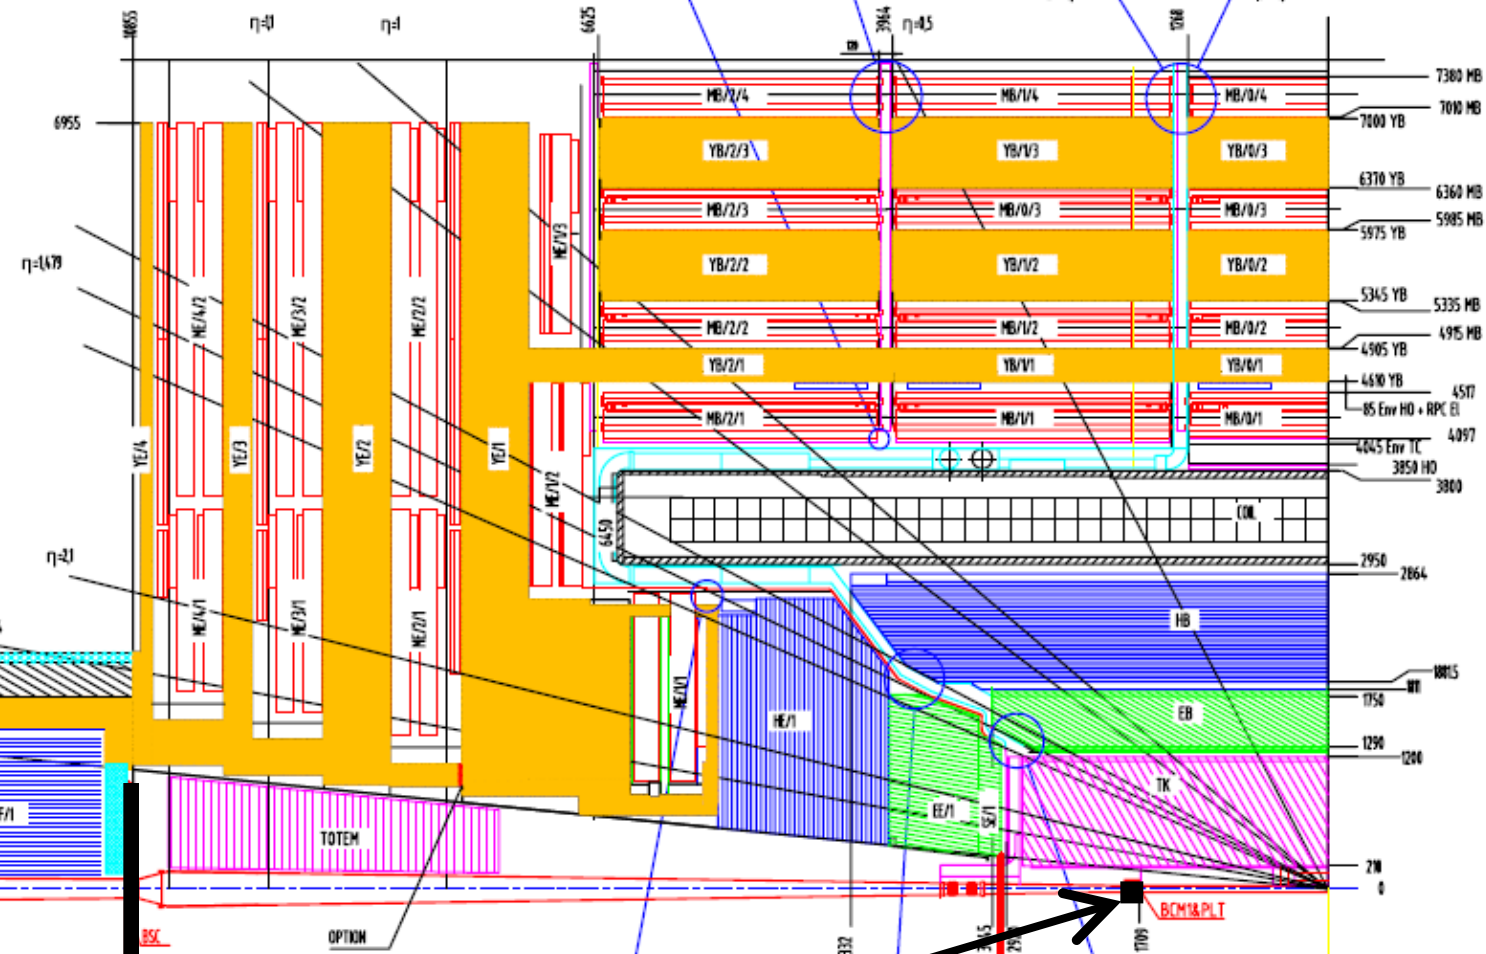 10855
η=1,1
η=1
6625
3964
η=0,5
1268
7380 MB
MB/2/4
MB/1/4
MB/0/4
7010 MB
6955
7000 YB
YB/2/3
YB/1/3
YB/0/3
6370 YB
6360 MB
MB/2/3
MB/0/3
MB/0/3
5985 MB
5975 YB
ME/1/3
η=1,479
YB/2/2
YB/1/2
YB/0/2
5345 YB
5335 MB
ME/4/2
ME/3/2
ME/2/2
MB/2/2
MB/1/2
MB/0/2
4915 MB
4905 YB
YB/2/1
YB/1/1
YB/0/1
4610 YB
4517
85 Env HO + RPC El
MB/2/1
MB/1/1
MB/0/1
4097
4045 Env TC
YE/4
YE/3
YE/2
YE/1
3850 HO
3800
ME/1/2
COIL
6450
η=2,1
2950
2864
ME/4/1
ME/3/1
ME/2/1
HB
ME/1/1
1811,5
1750
HE/1
EB
1290
1200
TK
F/1
TOTEM
EE/1
SE/1
210
0
BCM1&PLT
BSC
OPTION
1709